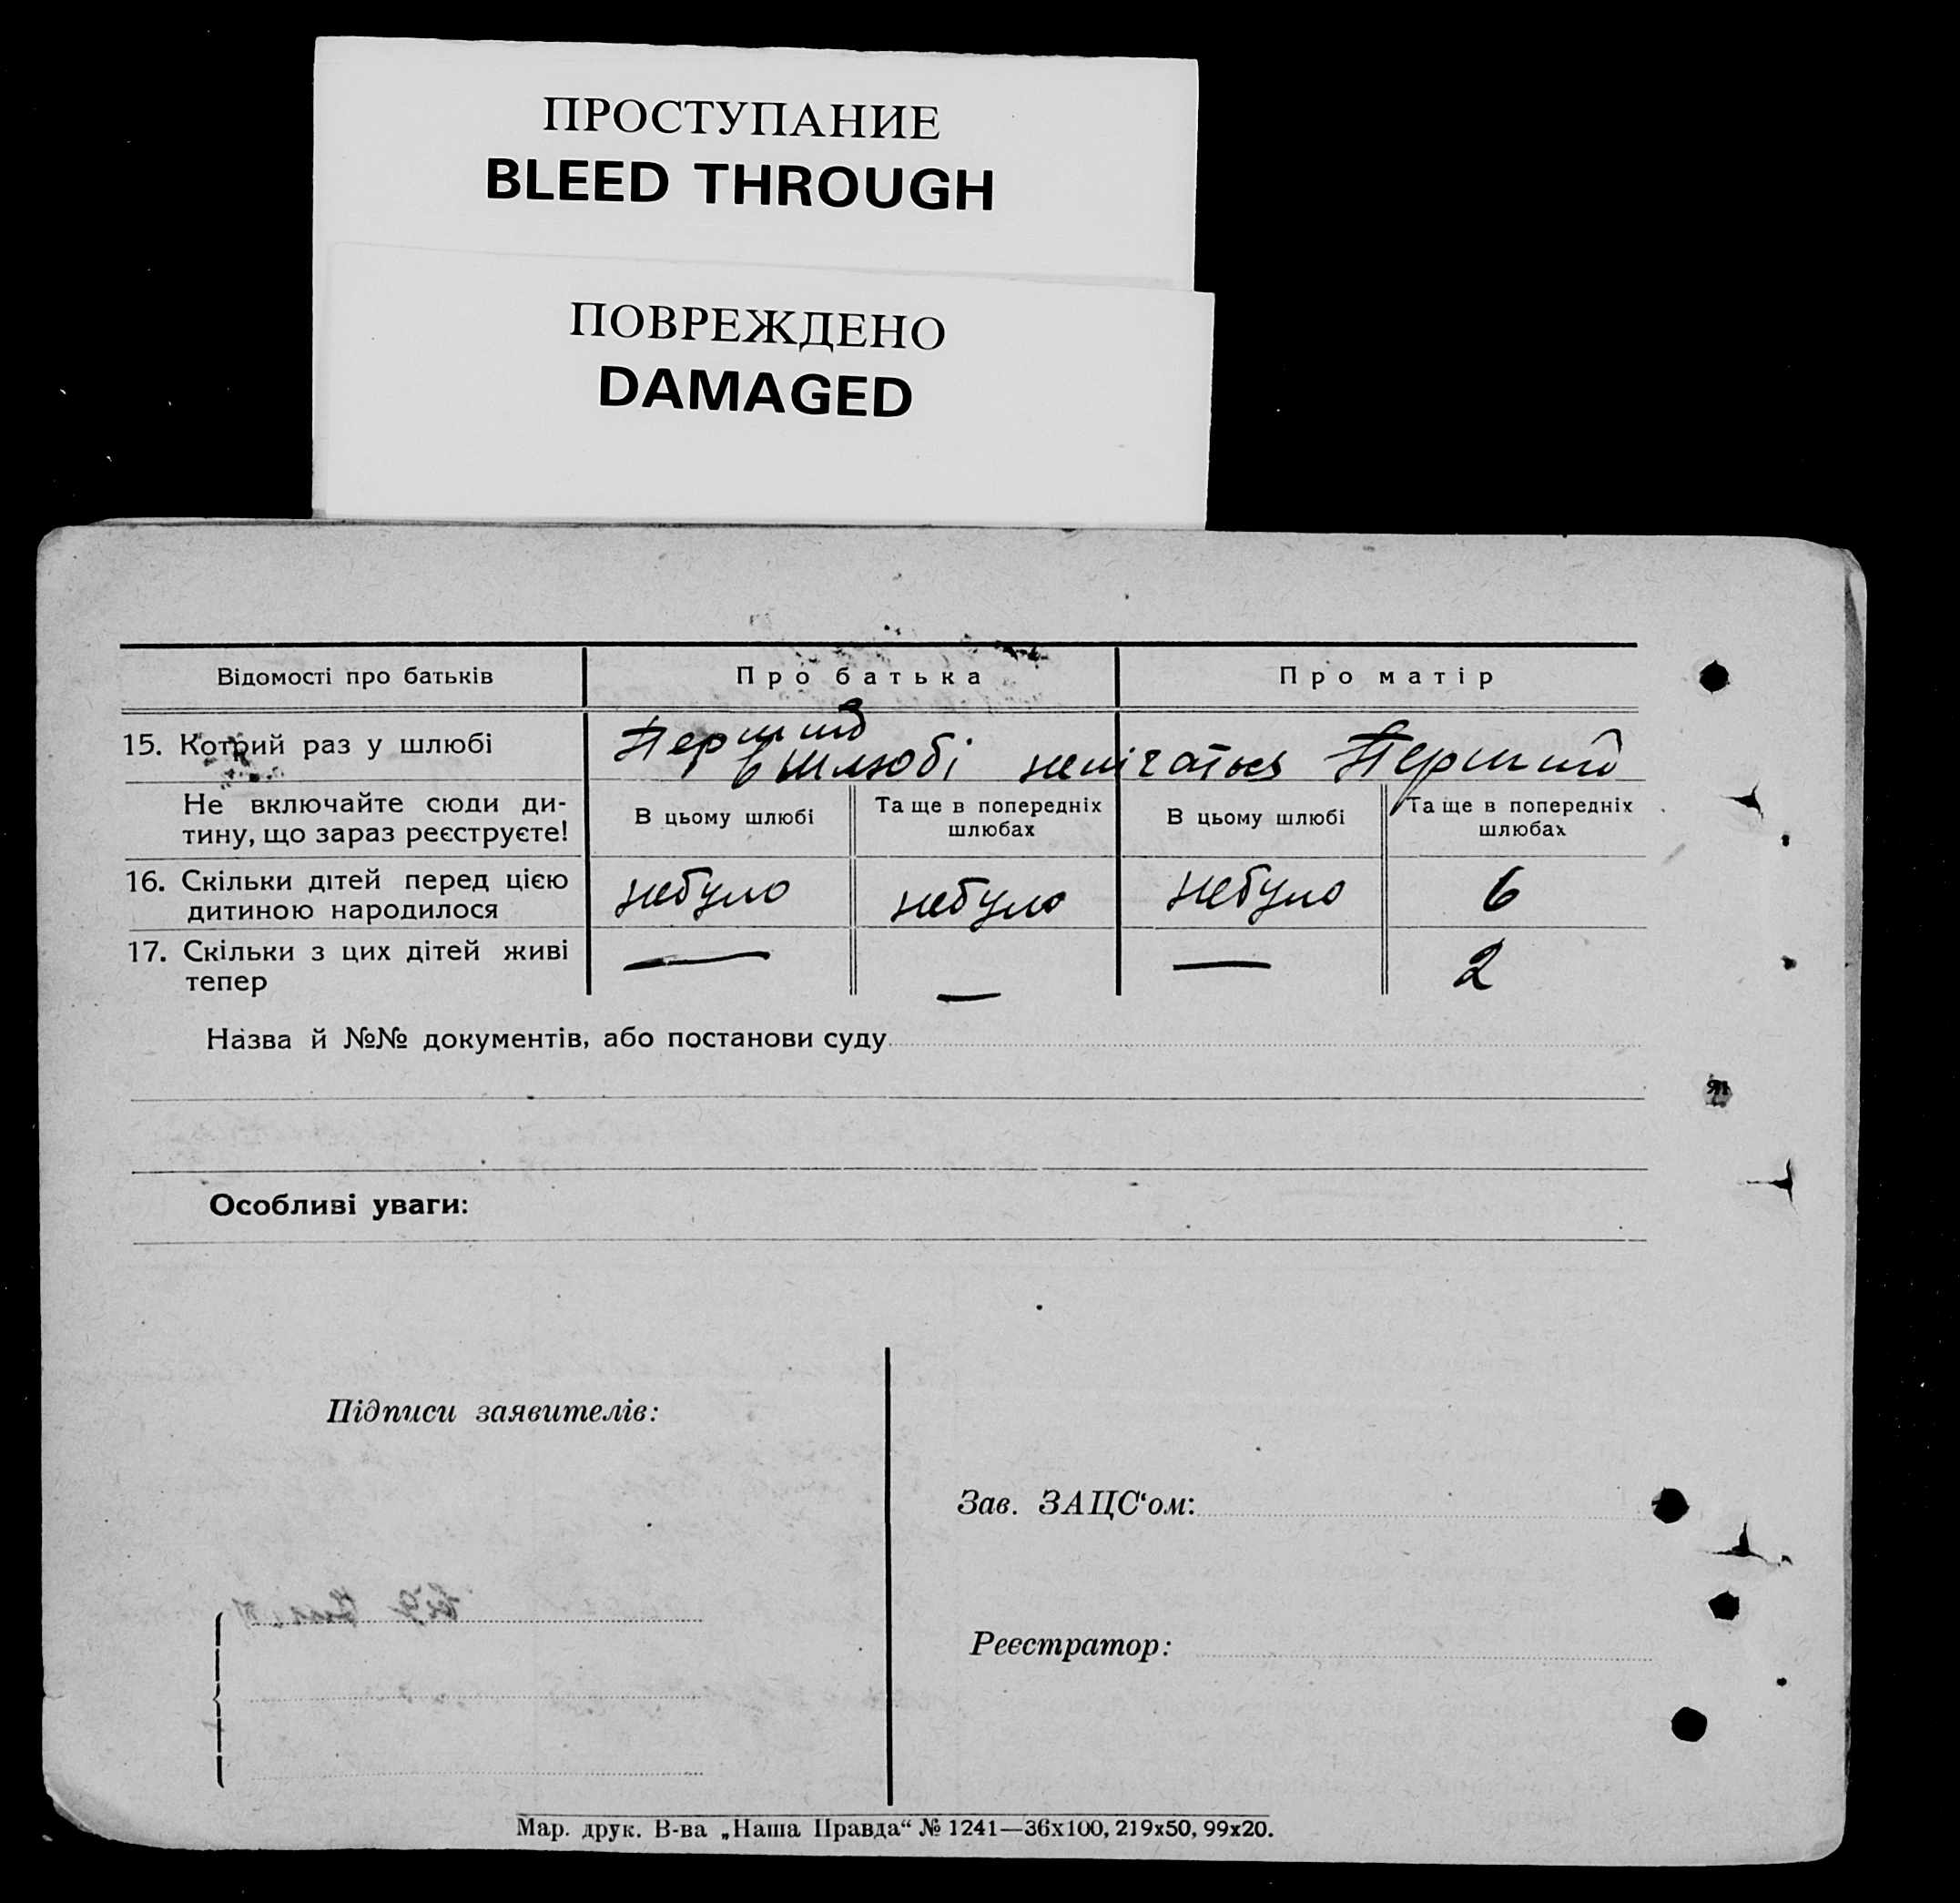 ПРОСТУПАНИЕ
BLEED THROUGH
ПОВРЕЖДЕНО
DAMAGED
Відомості про батьків Про батька Про матір
15. Котрий раз у шлюбі Перший Перший
в шлюбі
Не включайте сюди ди-
тину, що зараз реєструєте!
В цьому шлюбі Та ще в попередніх шлюбах В цьому шлюбі Та ще в попередніх шлюбах
16. Скільки дітей перед цією
дитиною народилося
небуло небуло небуло 6
17. Скільки з цих дітей живі
тепер
— — — 2
Назва й №№ документів, або постанови суду
Особливі уваги:
Підписи заявителів:
Зав. ЗАЦС‘ом:
Реєстратор:
Мар. друк. В-ва „Наша Правда“ № 1241—36х100, 219х50, 99х20.